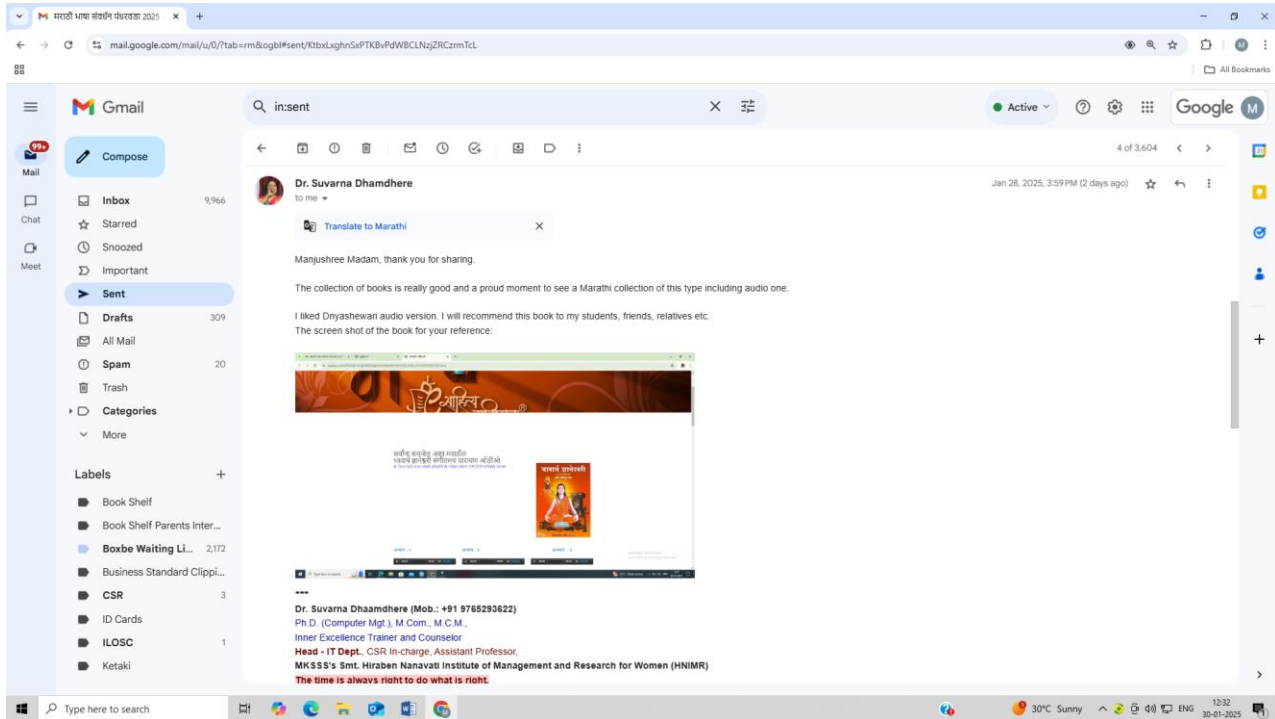 मराठी भाषा संवर्धन पंधरवडा 2025
mail.google.com/mail/u/0/?tab=rm&ogbl#sent/KtbxLxghnSxPTKBvPdWBCLNzjZRCzrmTcL
All Bookmarks
Gmail
in:sent
Active
Google
M
99+
Mail
Chat
Meet
Compose
Inbox 9,966
Starred
Snoozed
Important
Sent
Drafts 309
All Mail
Spam 20
Trash
Categories
More
Labels
Book Shelf
Book Shelf Parents Inter...
Boxbe Waiting Li... 2,172
Business Standard Clippi...
CSR 3
ID Cards
ILOSC 1
Ketaki
4 of 3,604
Dr. Suvarna Dhamdhere
Jan 28, 2025, 3:59 PM (2 days ago)
to me
Translate to Marathi
Manjushree Madam, thank you for sharing.
The collection of books is really good and a proud moment to see a Marathi collection of this type including audio one.
I liked Dnyashewari audio version. I will recommend this book to my students, friends, relatives etc.
The screen shot of the book for your reference:
साहित्य
भावार्थ ज्ञानेश्वरी
---
Dr. Suvarna Dhaamdhere (Mob.: +91 9765293622)
Ph.D. (Computer Mgt.), M.Com., M.C.M.,
Inner Excellence Trainer and Counselor
Head - IT Dept., CSR In-charge, Assistant Professor,
MKSSS's Smt. Hiraben Nanavati Institute of Management and Research for Women (HNIMR)
The time is always right to do what is right.
Type here to search
30°C Sunny
ENG
12:32
30-01-2025